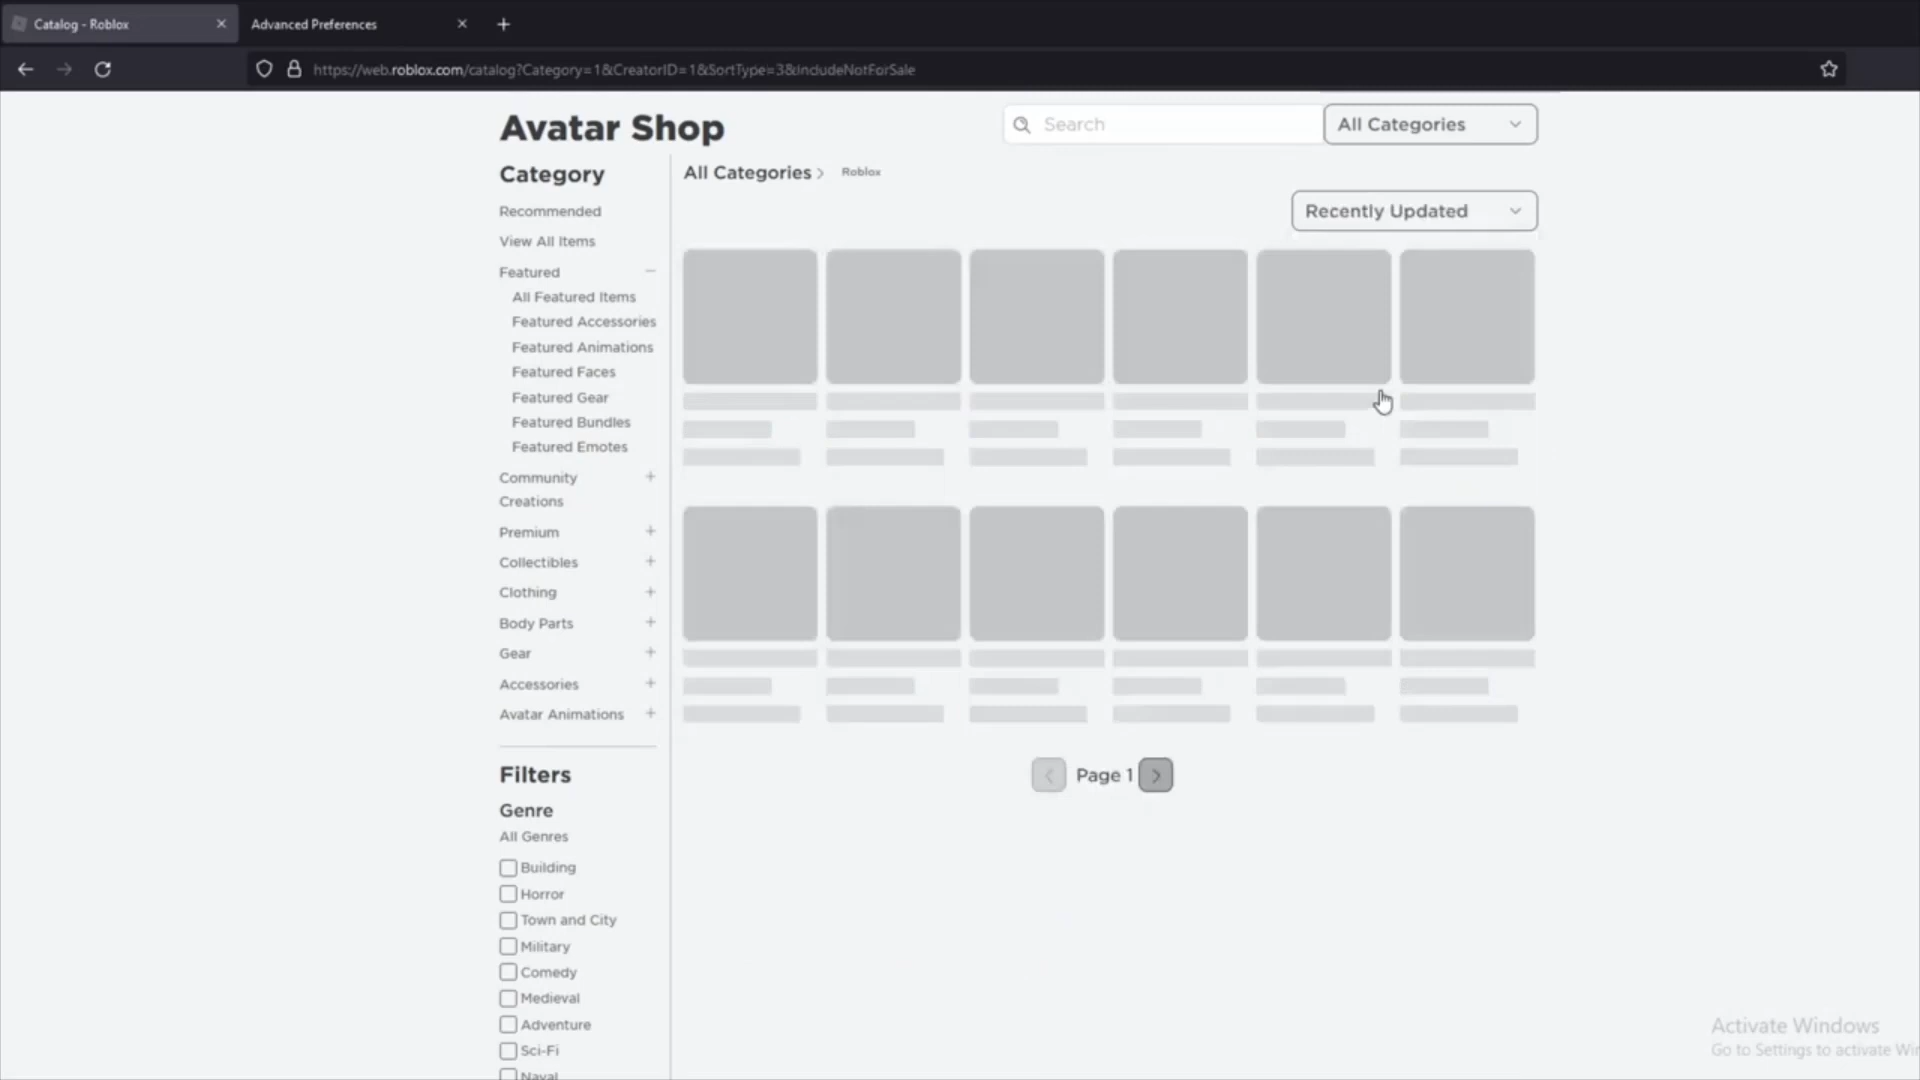 Catalog - Roblox
Advanced Preferences
https://web.roblox.com/catalog?Category=1&CreatorID=1&SortType=3&IncludeNotForSale
Avatar Shop
Search
All Categories
Category
All Categories
Roblox
Recommended
Recently Updated
View All Items
Featured
All Featured Items
Featured Accessories
Featured Animations
Featured Faces
Featured Gear
Featured Bundles
Featured Emotes
Community
Creations
Premium
Collectibles
Clothing
Body Parts
Gear
Accessories
Avatar Animations
Filters
Page 1
Genre
All Genres
Building
Horror
Town and City
Military
Comedy
Medieval
Adventure
Sci-Fi
Naval
Activate Windows
Go to Settings to activate Wi